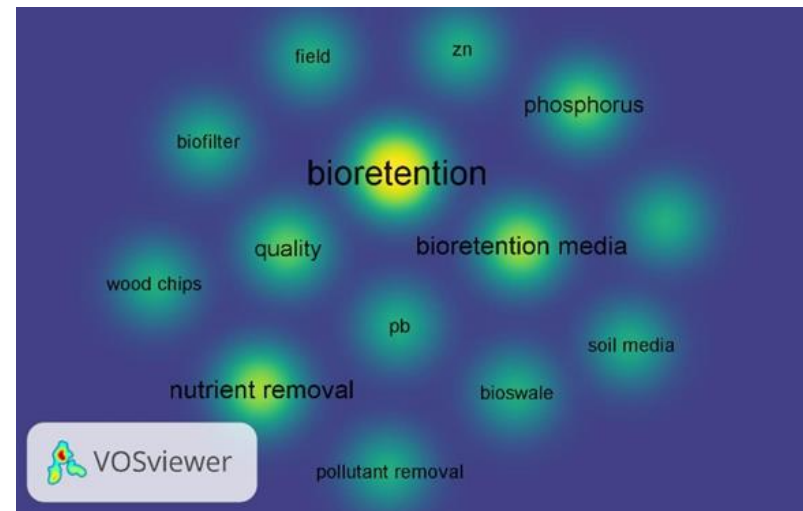 zn
field
phosphorus
biofilter
bioretention
quality
bioretention media
wood chips
pb
soil media
nutrient removal
bioswale
VOSviewer
pollutant removal